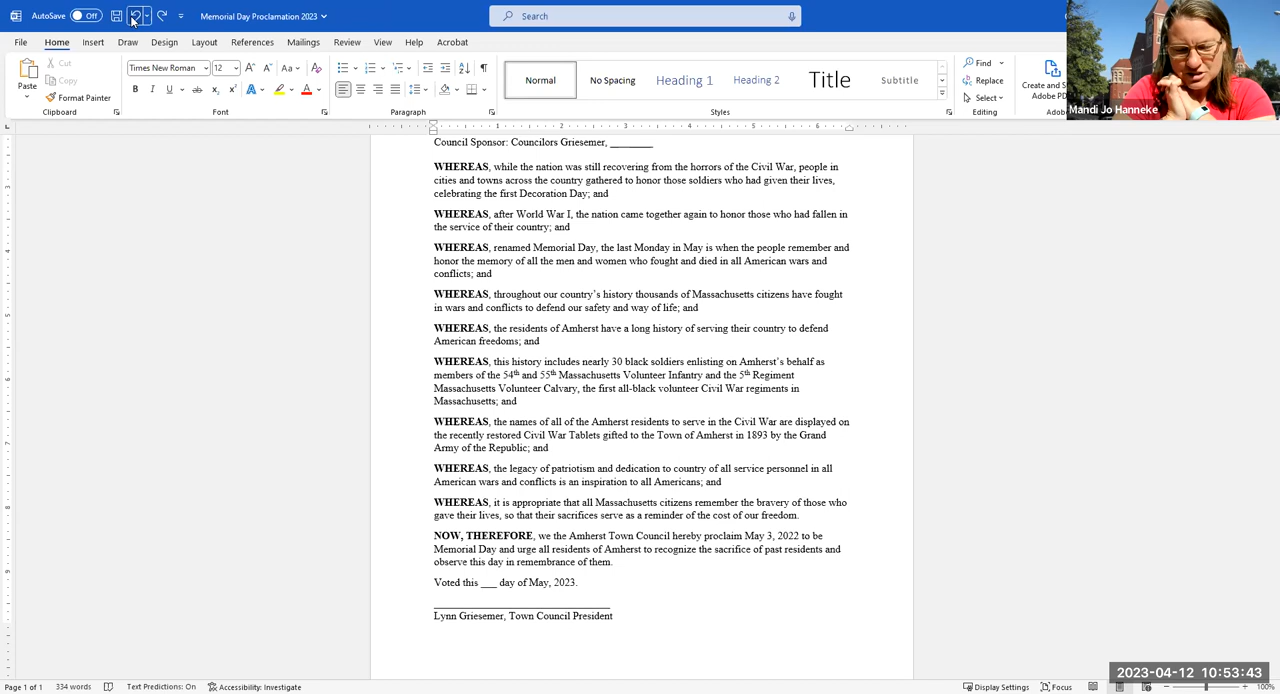 AutoSave Off Memorial Day Proclamation 2023 Search
File Home Insert Draw Design Layout References Mailings Review View Help Acrobat
Paste Cut Copy Format Painter Clipboard
Times New Roman 12 Aa Font
Paragraph
Normal No Spacing Heading 1 Heading 2 Title Subtitle Styles
Find Replace Select Editing
Create and S
Adobe PD
Adob
Mandi Jo Hanneke
1 2 3 4 5 6
Council Sponsor: Councilors Griesemer, ________
WHEREAS, while the nation was still recovering from the horrors of the Civil War, people in
cities and towns across the country gathered to honor those soldiers who had given their lives,
celebrating the first Decoration Day; and
WHEREAS, after World War I, the nation came together again to honor those who had fallen in
the service of their country; and
WHEREAS, renamed Memorial Day, the last Monday in May is when the people remember and
honor the memory of all the men and women who fought and died in all American wars and
conflicts; and
WHEREAS, throughout our country's history thousands of Massachusetts citizens have fought
in wars and conflicts to defend our safety and way of life; and
WHEREAS, the residents of Amherst have a long history of serving their country to defend
American freedoms; and
WHEREAS, this history includes nearly 30 black soldiers enlisting on Amherst's behalf as
members of the 54th and 55th Massachusetts Volunteer Infantry and the 5th Regiment
Massachusetts Volunteer Calvary, the first all-black volunteer Civil War regiments in
Massachusetts; and
WHEREAS, the names of all of the Amherst residents to serve in the Civil War are displayed on
the recently restored Civil War Tablets gifted to the Town of Amherst in 1893 by the Grand
Army of the Republic; and
WHEREAS, the legacy of patriotism and dedication to country of all service personnel in all
American wars and conflicts is an inspiration to all Americans; and
WHEREAS, it is appropriate that all Massachusetts citizens remember the bravery of those who
gave their lives, so that their sacrifices serve as a reminder of the cost of our freedom.
NOW, THEREFORE, we the Amherst Town Council hereby proclaim May 3, 2022 to be
Memorial Day and urge all residents of Amherst to recognize the sacrifice of past residents and
observe this day in remembrance of them.
Voted this ___ day of May, 2023.
Lynn Griesemer, Town Council President
2023-04-12 10:53:43
Page 1 of 1 334 words Text Predictions: On Accessibility: Investigate Display Settings Focus 100%